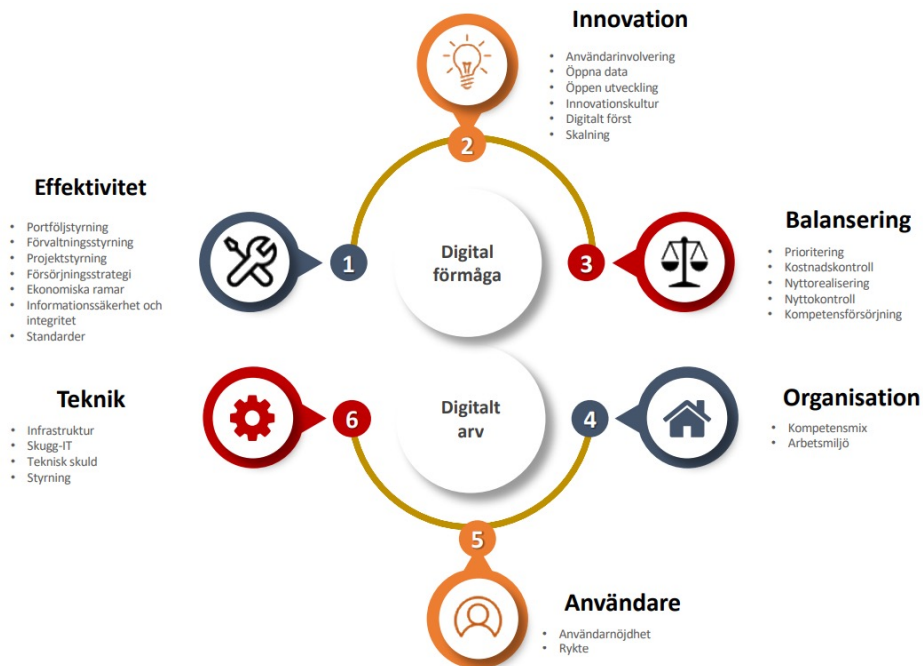 Innovation
• Användarinvolvering
• Öppna data
• Öppen utveckling
• Innovationskultur
• Digitalt först
• Skalning
2
Effektivitet
• Portföljstyrning
• Förvaltningsstyrning
• Projektstyrning
• Försörjningsstrategi
• Ekonomiska ramar
• Informationssäkerhet och
integritet
• Standarder
1
Digital
förmåga
3
Balansering
• Prioritering
• Kostnadskontroll
• Nyttorealisering
• Nyttokontroll
• Kompetensförsörjning
Teknik
• Infrastruktur
• Skugg-IT
• Teknisk skuld
• Styrning
6
Digitalt
arv
4
Organisation
• Kompetensmix
• Arbetsmiljö
5
Användare
• Användarnöjdhet
• Rykte